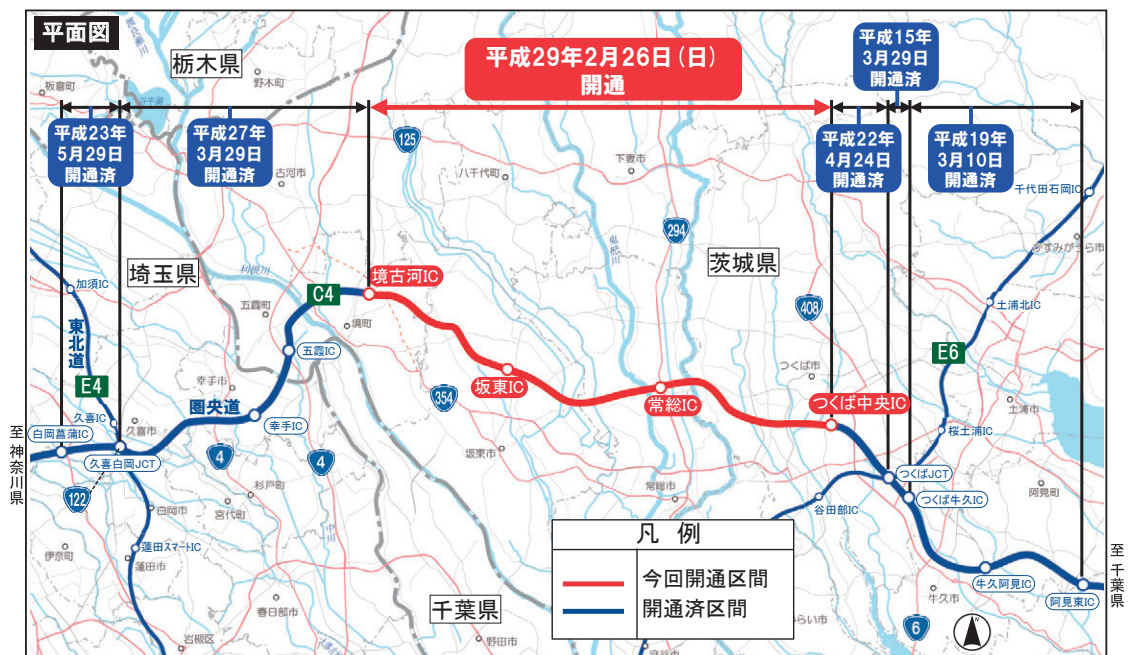 平面図
栃木県
野木町
板倉町
谷中湖
平成29年2月26日(日)
開通
平成15年
3月29日
開通済
平成23年
5月29日
開通済
平成27年
3月29日
開通済
平成22年
4月24日
開通済
平成19年
3月10日
開通済
125
古河市
八千代町
下妻市
千代田石岡IC
かすみがうら市
294
鬼怒川
埼玉県
利根川
茨城県
境古河IC
C4
加須IC
五霞町
境町
408
土浦北IC
東北道
五霞IC
E6
E4
坂東IC
つくば市
幸手市
354
常総IC
土浦市
圏央道
久喜IC
久喜市
幸手IC
つくば中央IC
白岡菖蒲IC
桜土浦IC
至神奈川県
久喜白岡JCT
4
4
坂東市
つくばJCT
122
杉戸町
常総市
阿見町
白岡市
宮代町
谷田部IC
つくば牛久IC
中川
凡 例
伊奈町
蓮田スマートIC
蓮田市
今回開通区間
牛久阿見IC
至千葉県
春日部市
千葉県
開通済区間
牛久市
阿見東IC
岩槻区
野田市
守谷市
6
N